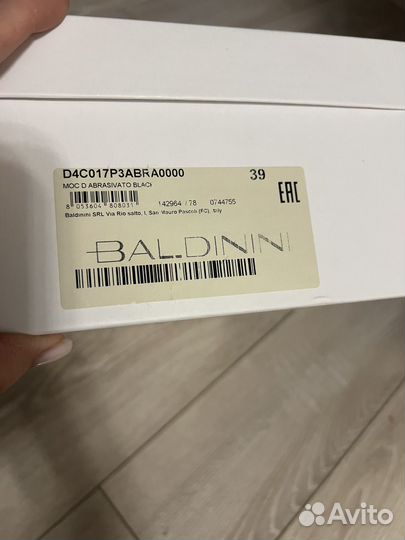 D4C017P3ABRA0000 39
MOC D ABRASIVATO BLACK
EAC
8 053604 808031 142964 / 78 0744755
Baldinini SRL Via Rio salto, I, San Mauro Pascoli (FC), Italy
BALDININI
Avito